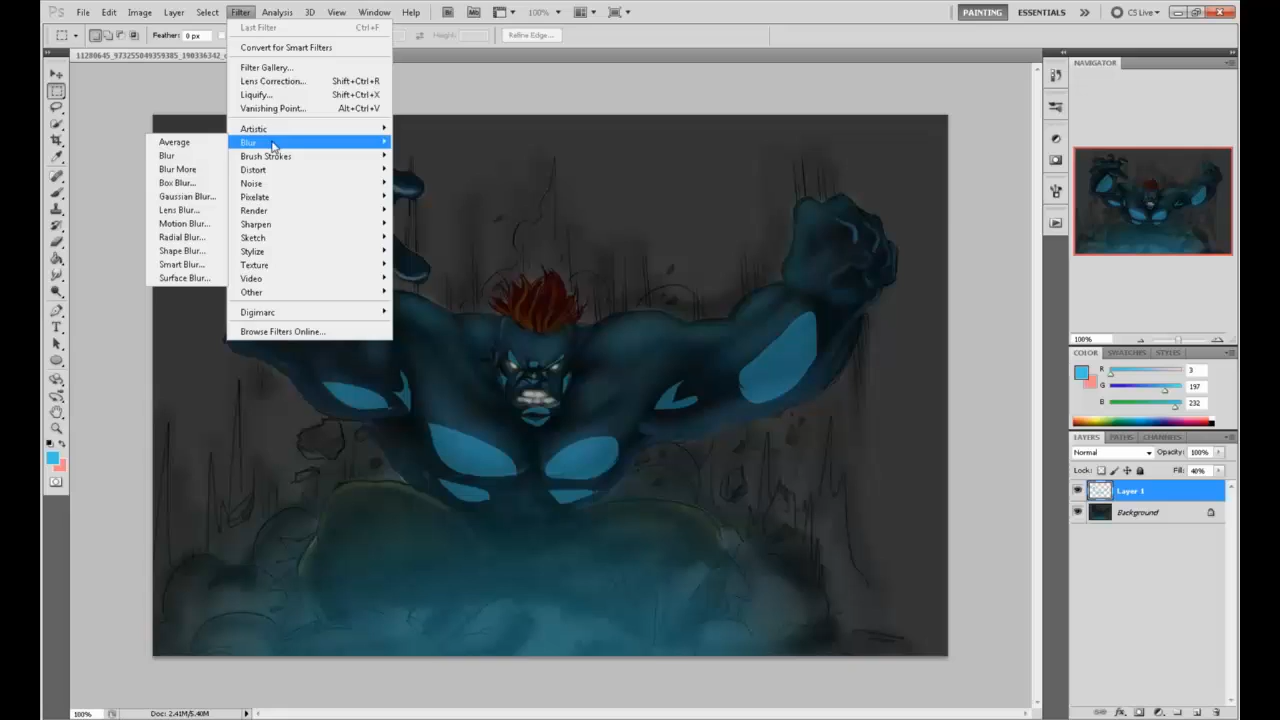 Ps File Edit Image Layer Select Filter Analysis 3D View Window Help Br Mb 100% PAINTING ESSENTIALS CS Live
Feather: 0 px Height: Refine Edge...
Last Filter Ctrl+F
Convert for Smart Filters
Filter Gallery...
Lens Correction... Shift+Ctrl+R
Liquify... Shift+Ctrl+X
Vanishing Point... Alt+Ctrl+V
Artistic
Blur
Brush Strokes
Distort
Noise
Pixelate
Render
Sharpen
Sketch
Stylize
Texture
Video
Other
Digimarc
Browse Filters Online...
Average
Blur
Blur More
Box Blur...
Gaussian Blur...
Lens Blur...
Motion Blur...
Radial Blur...
Shape Blur...
Smart Blur...
Surface Blur...
NAVIGATOR
100%
COLOR SWATCHES STYLES
R 3
G 197
B 232
LAYERS PATHS CHANNELS
Normal Opacity: 100%
Lock: Fill: 40%
Layer 1
Background
100% Doc: 2.41M/5.40M